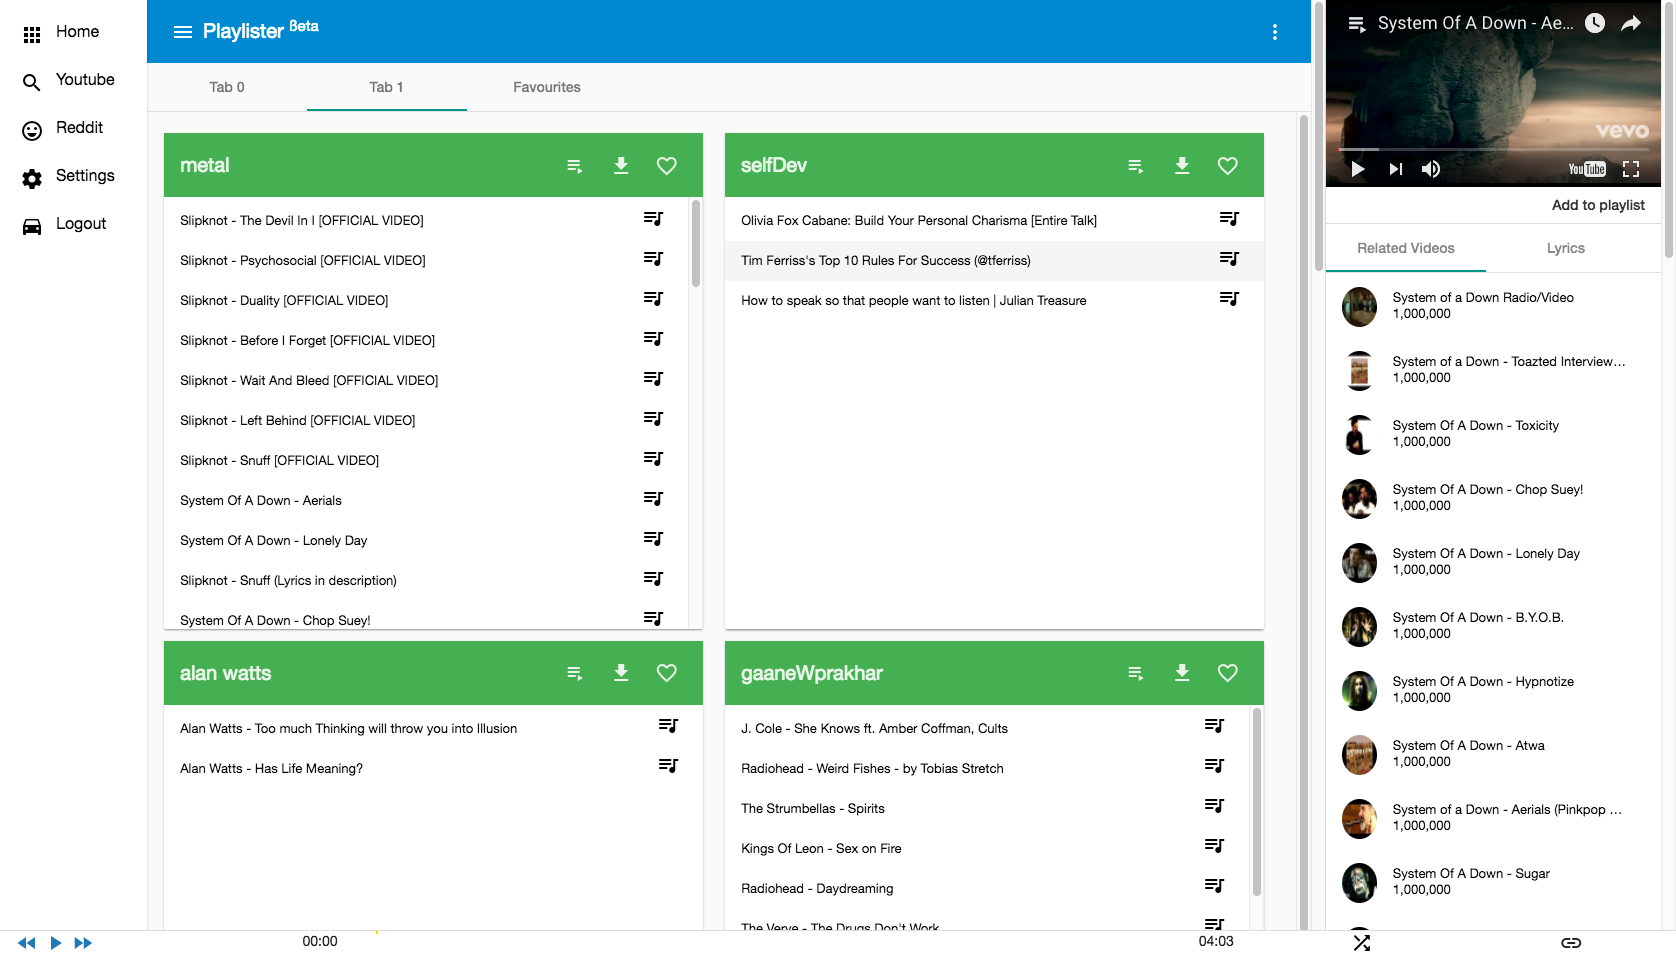 Home
Youtube
Reddit
Settings
Logout
Playlister βeta
Tab 0
Tab 1
Favourites
metal
Slipknot - The Devil In I [OFFICIAL VIDEO]
Slipknot - Psychosocial [OFFICIAL VIDEO]
Slipknot - Duality [OFFICIAL VIDEO]
Slipknot - Before I Forget [OFFICIAL VIDEO]
Slipknot - Wait And Bleed [OFFICIAL VIDEO]
Slipknot - Left Behind [OFFICIAL VIDEO]
Slipknot - Snuff [OFFICIAL VIDEO]
System Of A Down - Aerials
System Of A Down - Lonely Day
Slipknot - Snuff (Lyrics in description)
System Of A Down - Chop Suey!
selfDev
Olivia Fox Cabane: Build Your Personal Charisma [Entire Talk]
Tim Ferriss's Top 10 Rules For Success (@tferriss)
How to speak so that people want to listen | Julian Treasure
alan watts
Alan Watts - Too much Thinking will throw you into Illusion
Alan Watts - Has Life Meaning?
gaaneWprakhar
J. Cole - She Knows ft. Amber Coffman, Cults
Radiohead - Weird Fishes - by Tobias Stretch
The Strumbellas - Spirits
Kings Of Leon - Sex on Fire
Radiohead - Daydreaming
The Verve - The Drugs Don't Work
System Of A Down - Ae...
vevo
YouTube
Add to playlist
Related Videos
Lyrics
System of a Down Radio/Video
1,000,000
System of a Down - Toazted Interview...
1,000,000
System Of A Down - Toxicity
1,000,000
System Of A Down - Chop Suey!
1,000,000
System Of A Down - Lonely Day
1,000,000
System Of A Down - B.Y.O.B.
1,000,000
System Of A Down - Hypnotize
1,000,000
System Of A Down - Atwa
1,000,000
System of a Down - Aerials (Pinkpop ...
1,000,000
System Of A Down - Sugar
1,000,000
00:00
04:03